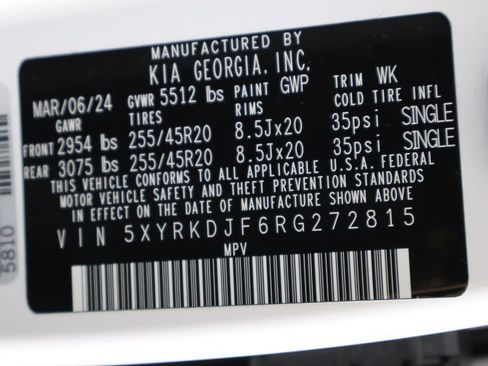 MANUFACTURED BY
KIA GEORGIA, INC.
MAR/06/24 GVWR 5512 lbs PAINT GWP TRIM WK
GAWR TIRES RIMS COLD TIRE INFL
FRONT 2954 lbs 255/45R20 8.5Jx20 35psi SINGLE
REAR 3075 lbs 255/45R20 8.5Jx20 35psi SINGLE
THIS VEHICLE CONFORMS TO ALL APPLICABLE U.S.A. FEDERAL
MOTOR VEHICLE SAFETY AND THEFT PREVENTION STANDARDS
IN EFFECT ON THE DATE OF MANUFACTURE SHOWN ABOVE.
VIN 5XYRKDJF6RG272815
MPV
5810